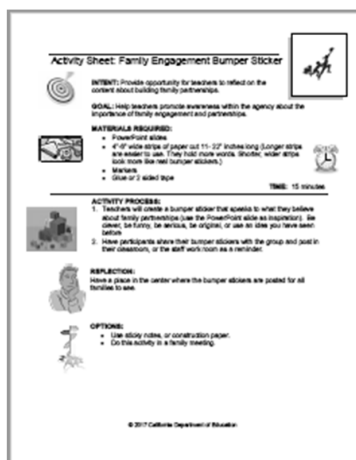 Activity Sheet: Family Engagement Bumper Sticker
INTENT: Provide opportunity for teachers to reflect on the
content about building family partnerships.
GOAL: Help teachers promote awareness within the agency about the
importance of family engagement and partnerships.
MATERIALS REQUIRED:
• PowerPoint slides
• 4"-6" wide strips of paper cut 11- 22" inches long (Longer strips
are easier to use. They hold more words. Shorter, wider strips
look more like real bumper stickers.)
• Markers
• Glue or 2 sided tape
TIME: 15 minutes
ACTIVITY PROCESS:
1. Teachers will create a bumper sticker that speaks to what they believe
about family partnerships (use the PowerPoint slide as inspiration). Be
clever, be funny, be serious, be original, or use an idea you have seen
before
2. Have participants share their bumper stickers with the group and post in
their classroom, or the staff work room as a reminder.
REFLECTION:
Have a place in the center where the bumper stickers are posted for all
families to see.
OPTIONS:
• Use sticky notes, or construction paper.
• Do this activity in a family meeting.
© 2017 California Department of Education